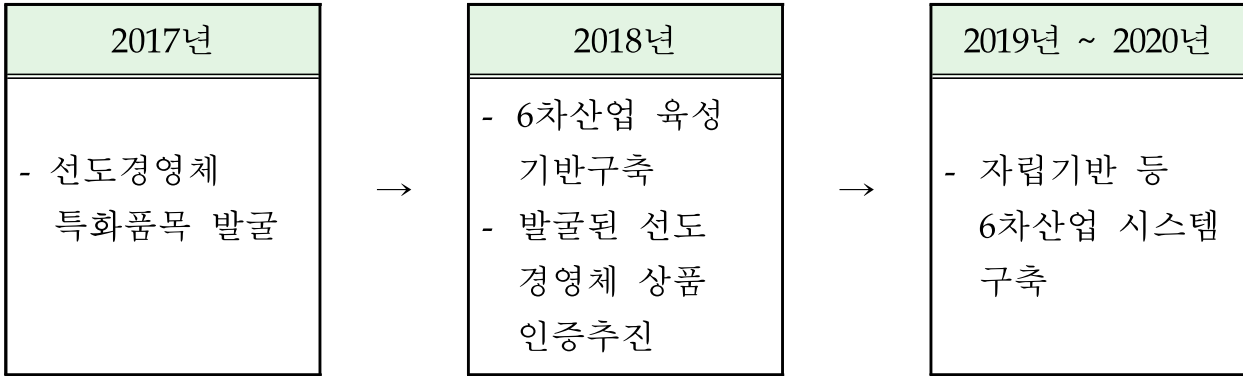 2017년
- 선도경영체
특화품목 발굴
→
2018년
- 6차산업 육성
기반구축
- 발굴된 선도
경영체 상품
인증추진
→
2019년 ~ 2020년
- 자립기반 등
6차산업 시스템
구축